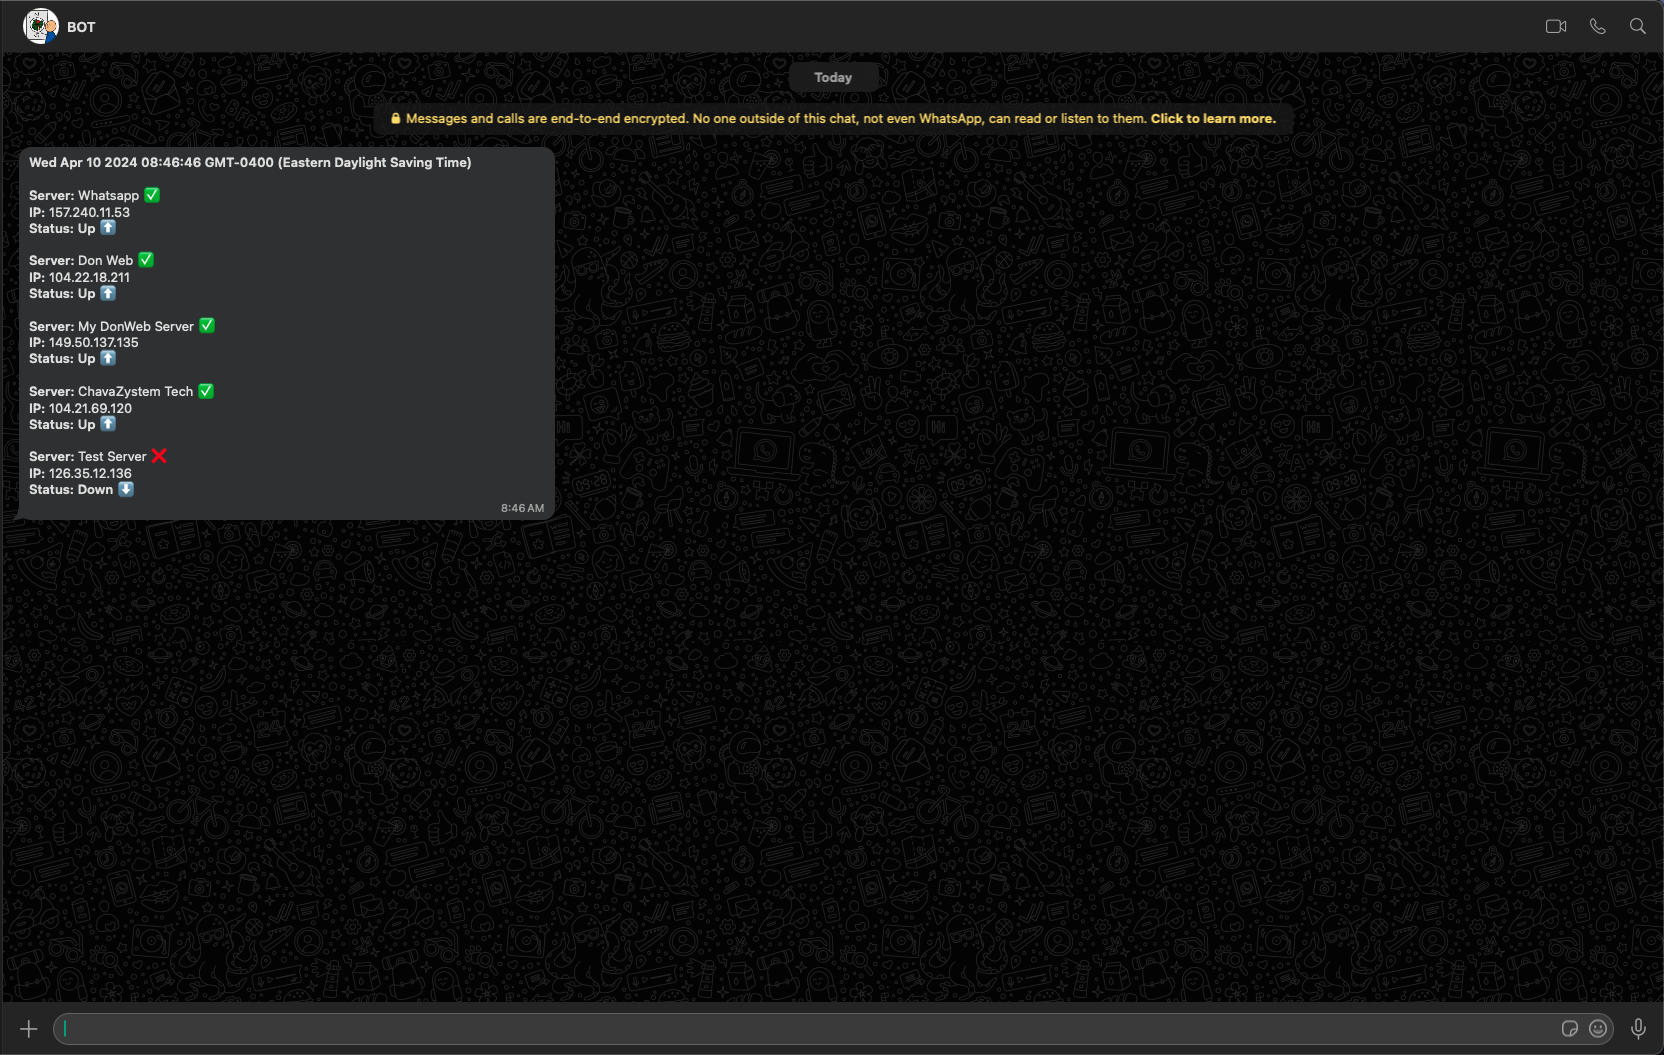 BOT
Today
🔒 Messages and calls are end-to-end encrypted. No one outside of this chat, not even WhatsApp, can read or listen to them. Click to learn more.
Wed Apr 10 2024 08:46:46 GMT-0400 (Eastern Daylight Saving Time)
Server: Whatsapp ✅
IP: 157.240.11.53
Status: Up ⬆️
Server: Don Web ✅
IP: 104.22.18.211
Status: Up ⬆️
Server: My DonWeb Server ✅
IP: 149.50.137.135
Status: Up ⬆️
Server: ChavaZystem Tech ✅
IP: 104.21.69.120
Status: Up ⬆️
Server: Test Server ❌
IP: 126.35.12.136
Status: Down ⬇️
8:46 AM